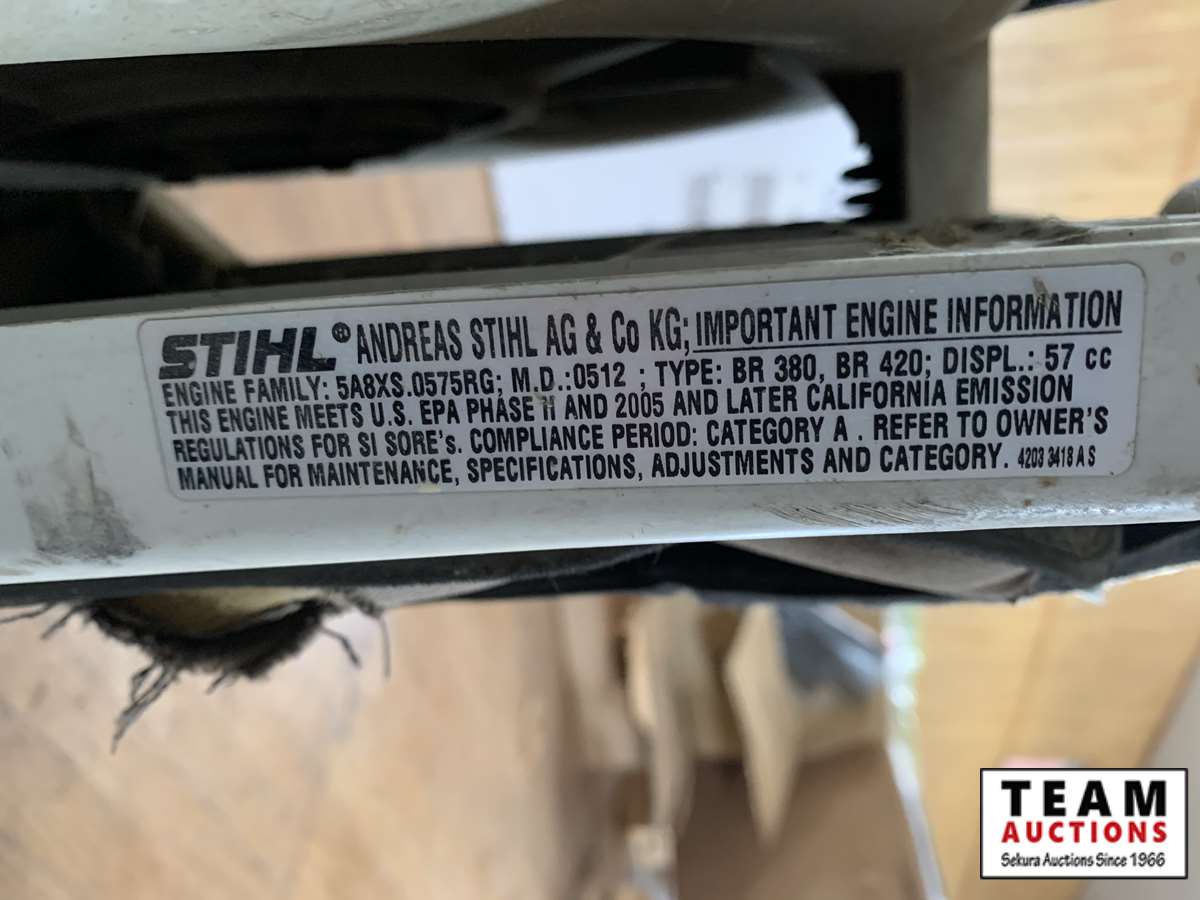 STIHL® ANDREAS STIHL AG & Co KG; IMPORTANT ENGINE INFORMATION
ENGINE FAMILY: 5A8XS.0575RG; M.D.:0512 ; TYPE: BR 380, BR 420; DISPL.: 57 cc
THIS ENGINE MEETS U.S. EPA PHASE II AND 2005 AND LATER CALIFORNIA EMISSION
REGULATIONS FOR SI SORE's. COMPLIANCE PERIOD: CATEGORY A . REFER TO OWNER'S
MANUAL FOR MAINTENANCE, SPECIFICATIONS, ADJUSTMENTS AND CATEGORY. 4203 3418 A S
TEAM
AUCTIONS
Sekura Auctions Since 1966